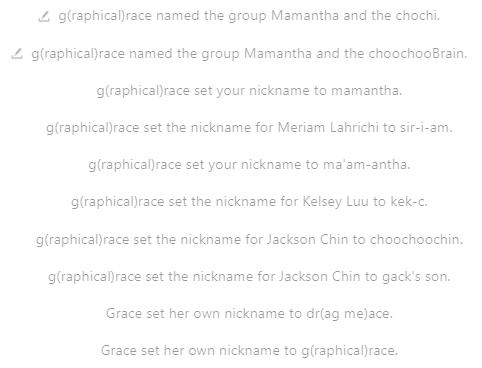 g(raphical)race named the group Mamantha and the chochi.
g(raphical)race named the group Mamantha and the choochooBrain.
g(raphical)race set your nickname to mamantha.
g(raphical)race set the nickname for Meriam Lahrichi to sir-i-am.
g(raphical)race set your nickname to ma'am-antha.
g(raphical)race set the nickname for Kelsey Luu to kek-c.
g(raphical)race set the nickname for Jackson Chin to choochoochin.
g(raphical)race set the nickname for Jackson Chin to gack's son.
Grace set her own nickname to dr(ag me)ace.
Grace set her own nickname to g(raphical)race.